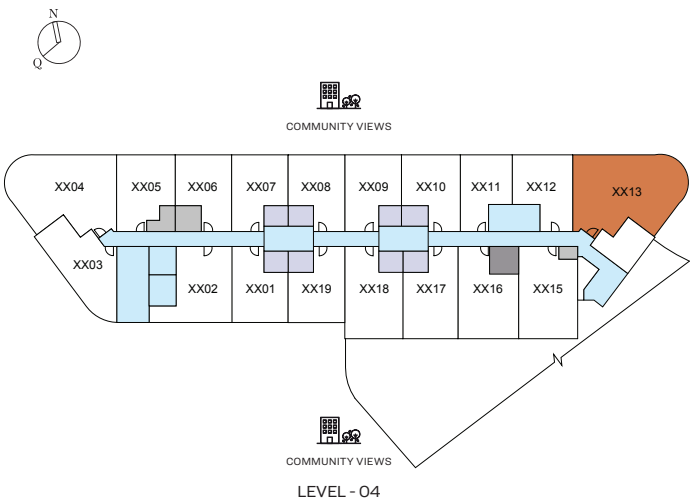 N
Q
COMMUNITY VIEWS
XX04
XX05
XX06
XX07
XX08
XX09
XX10
XX11
XX12
XX13
XX03
XX02
XX01
XX19
XX18
XX17
XX16
XX15
N
COMMUNITY VIEWS
LEVEL - 04